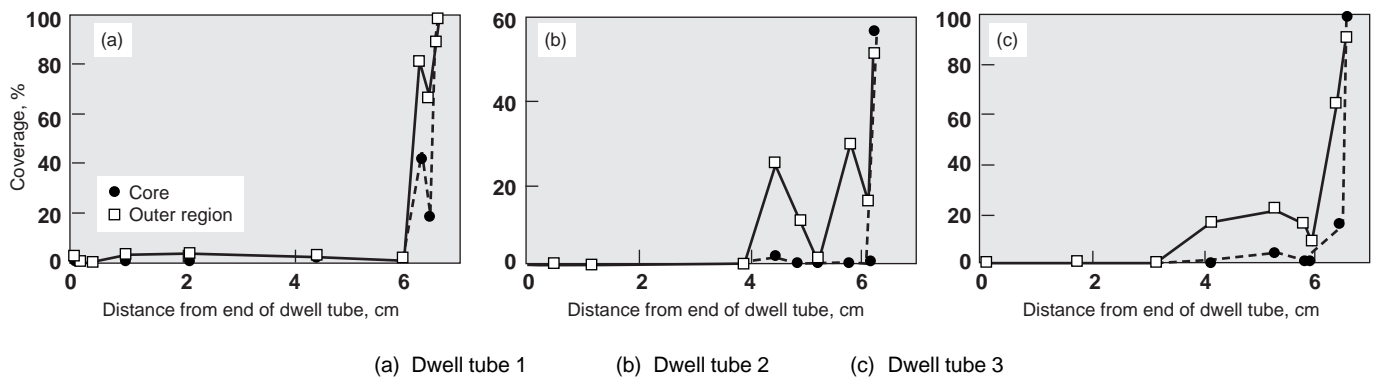 100
80
60
40
20
0
Coverage, %
(a)
Core
Outer region
0 2 4 6
Distance from end of dwell tube, cm
60
40
20
0
(b)
0 2 4 6
Distance from end of dwell tube, cm
100
80
60
40
20
0
(c)
0 2 4 6
Distance from end of dwell tube, cm
(a) Dwell tube 1 (b) Dwell tube 2 (c) Dwell tube 3